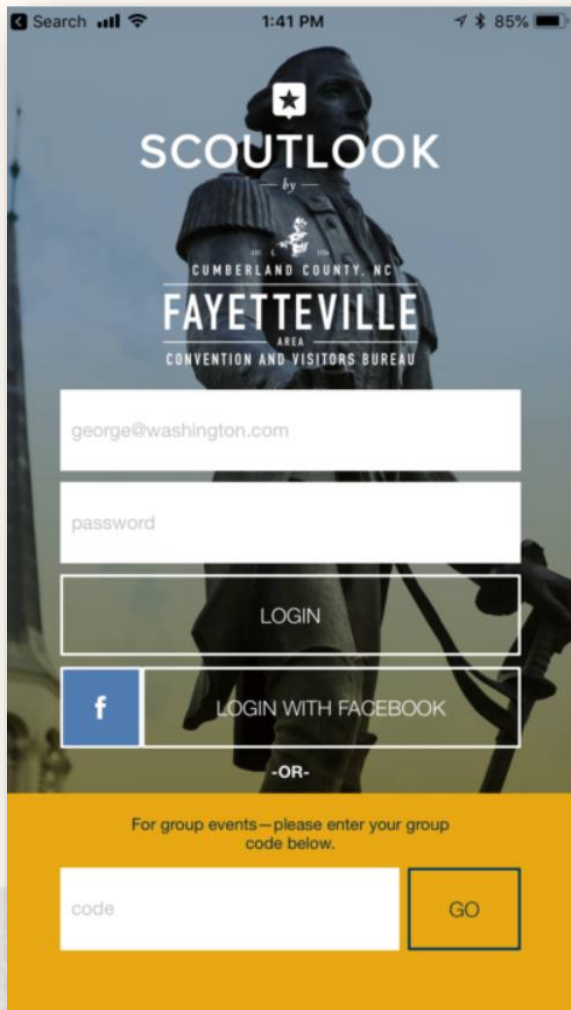 Search 1:41 PM 85%
SCOUTLOOK
by
CUMBERLAND COUNTY, NC
FAYETTEVILLE
AREA
CONVENTION AND VISITORS BUREAU
george@washington.com
password
LOGIN
f LOGIN WITH FACEBOOK
-OR-
For group events—please enter your group
code below.
code GO